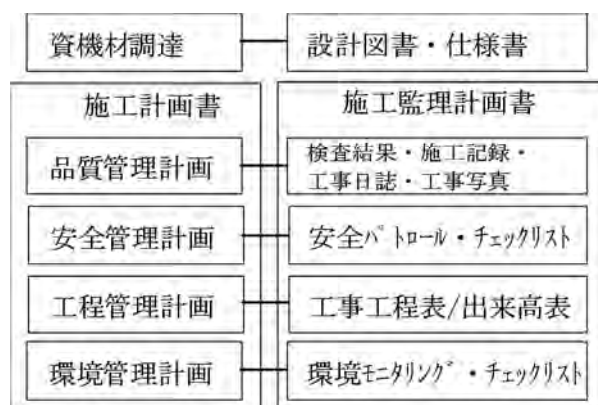 資機材調達
設計図書・仕様書
施工計画書
施工監理計画書
品質管理計画
検査結果・施工記録・
工事日誌・工事写真
安全管理計画
安全ﾊﾟﾄﾛｰﾙ・チェックリスト
工程管理計画
工事工程表/出来高表
環境管理計画
環境ﾓﾆﾀﾘﾝｸﾞ・チェックリスト